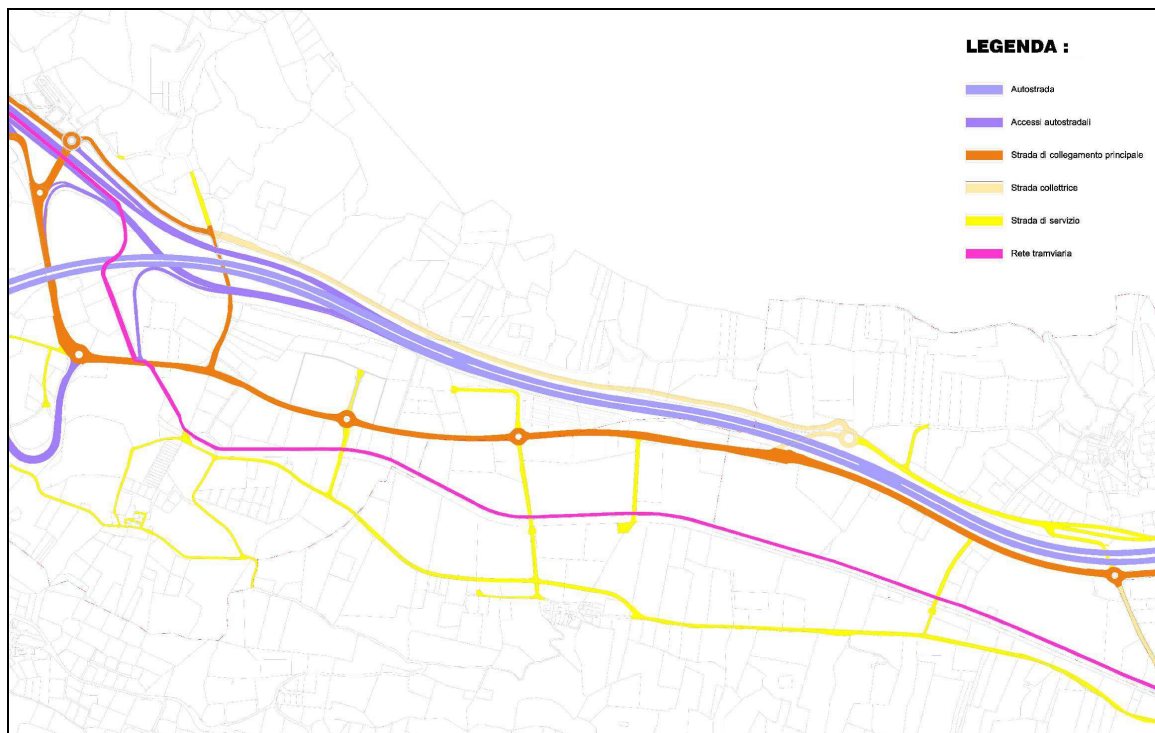 LEGENDA :
Autostrada
Accessi autostradali
Strada di collegamento principale
Strada collettrice
Strada di servizio
Rete tramviaria